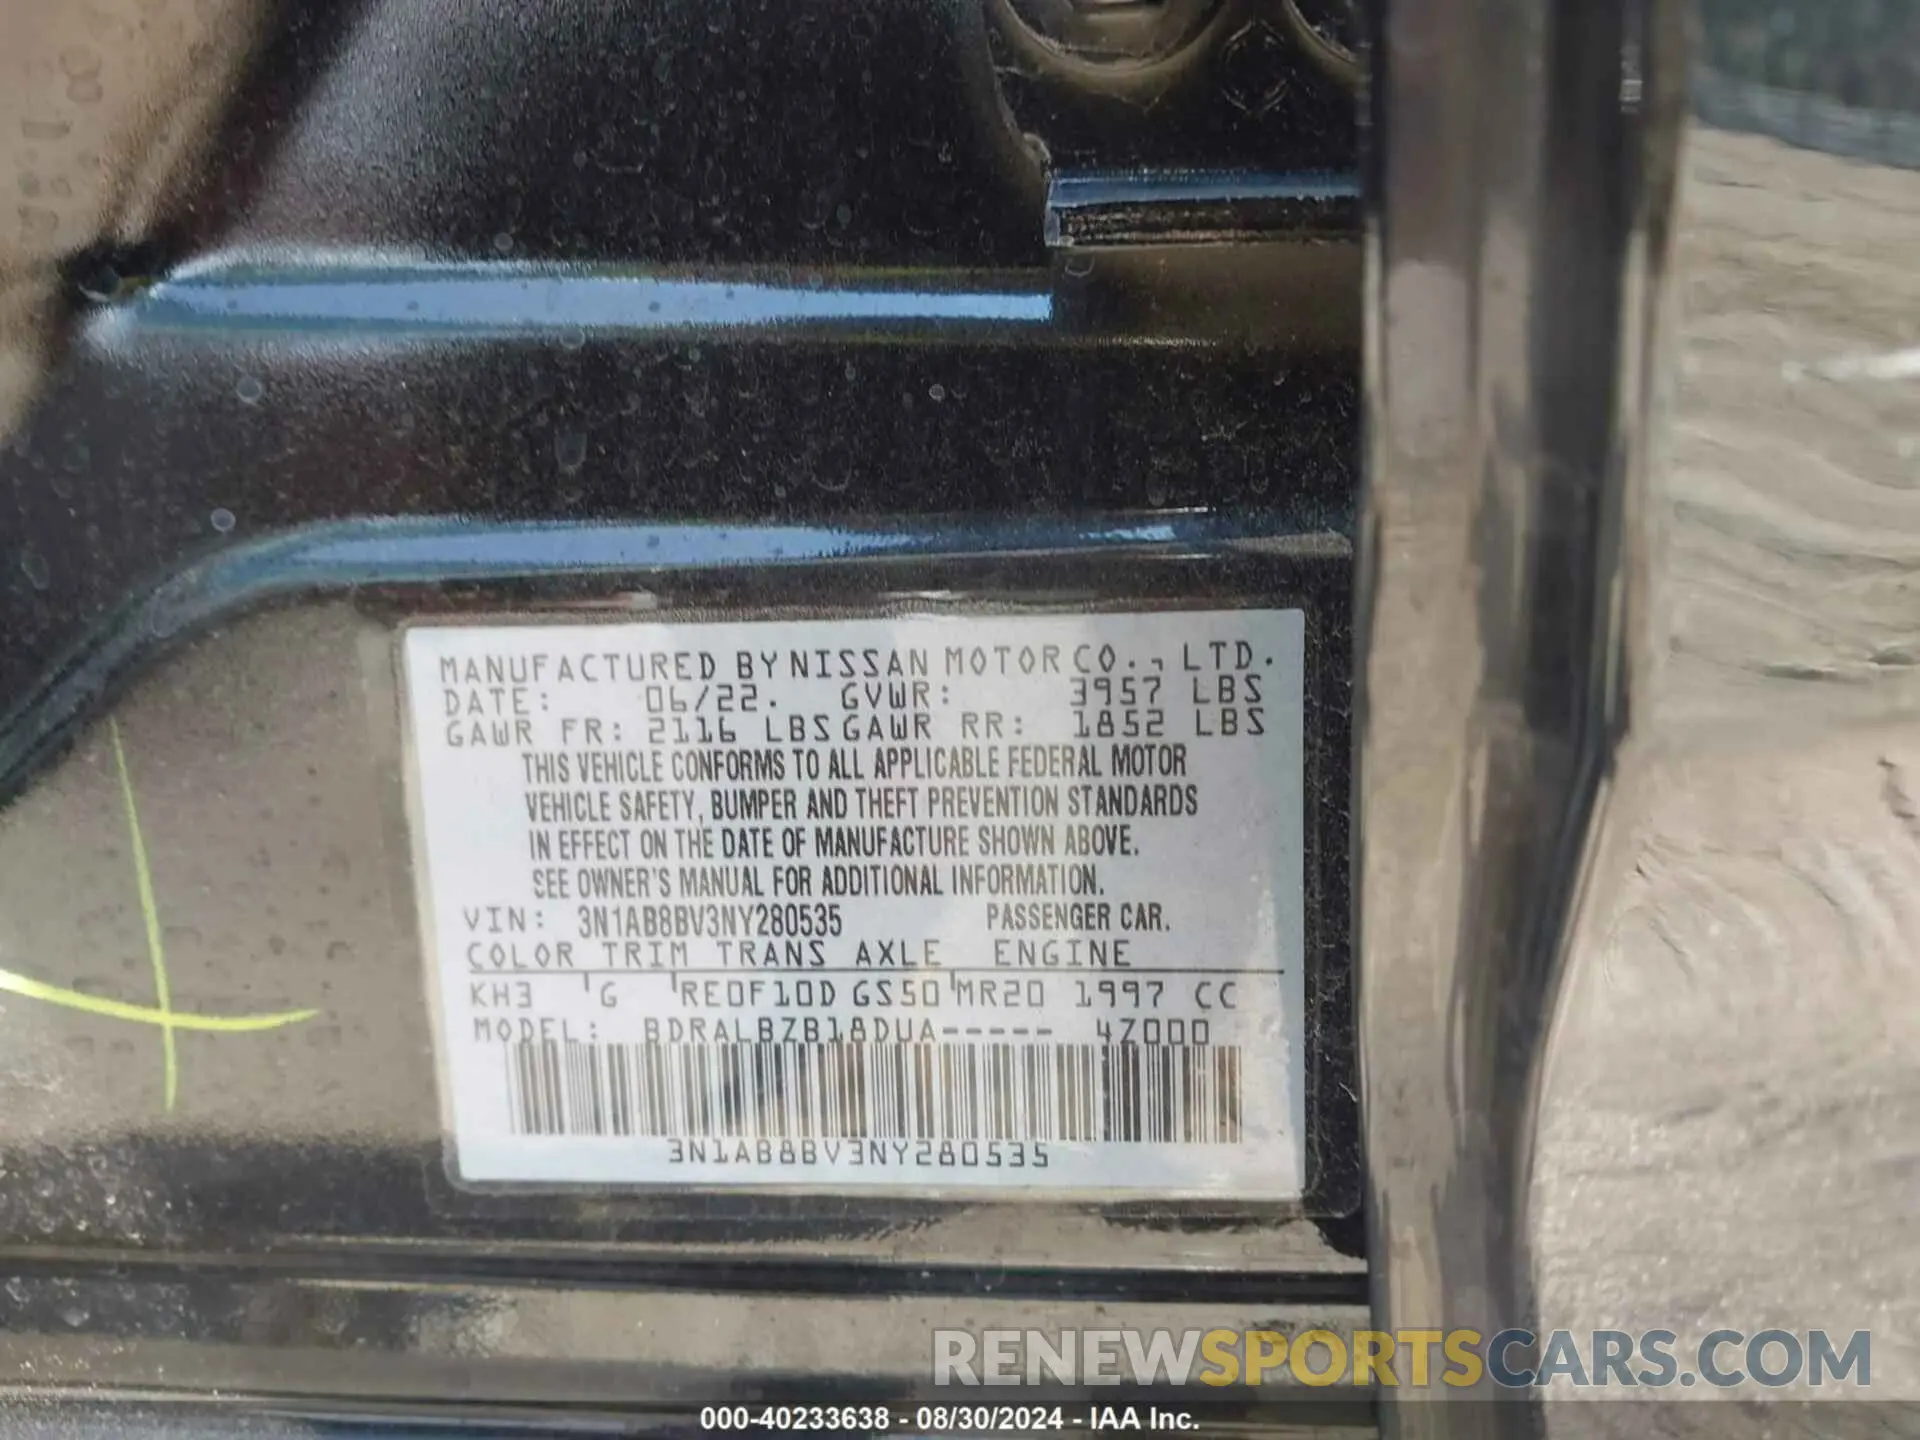 MANUFACTURED BY NISSAN MOTOR CO., LTD.
DATE: 06/22. GVWR: 3957 LBS
GAWR FR: 2116 LBS GAWR RR: 1852 LBS
THIS VEHICLE CONFORMS TO ALL APPLICABLE FEDERAL MOTOR
VEHICLE SAFETY, BUMPER AND THEFT PREVENTION STANDARDS
IN EFFECT ON THE DATE OF MANUFACTURE SHOWN ABOVE.
SEE OWNER'S MANUAL FOR ADDITIONAL INFORMATION.
VIN: 3N1AB8BV3NY280535 PASSENGER CAR.
COLOR TRIM TRANS AXLE ENGINE
KH3 G RE0F10D GS50 MR20 1997 CC
MODEL: BDRALBZB18DUA----- 4Z000
3N1AB8BV3NY280535
RENEWSPORTSCARS.COM
000-40233638 - 08/30/2024 - IAA Inc.